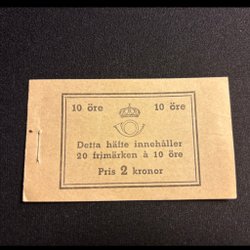 10 öre 10 öre
Detta häfte innehåller
20 frimärken à 10 öre
Pris 2 kronor